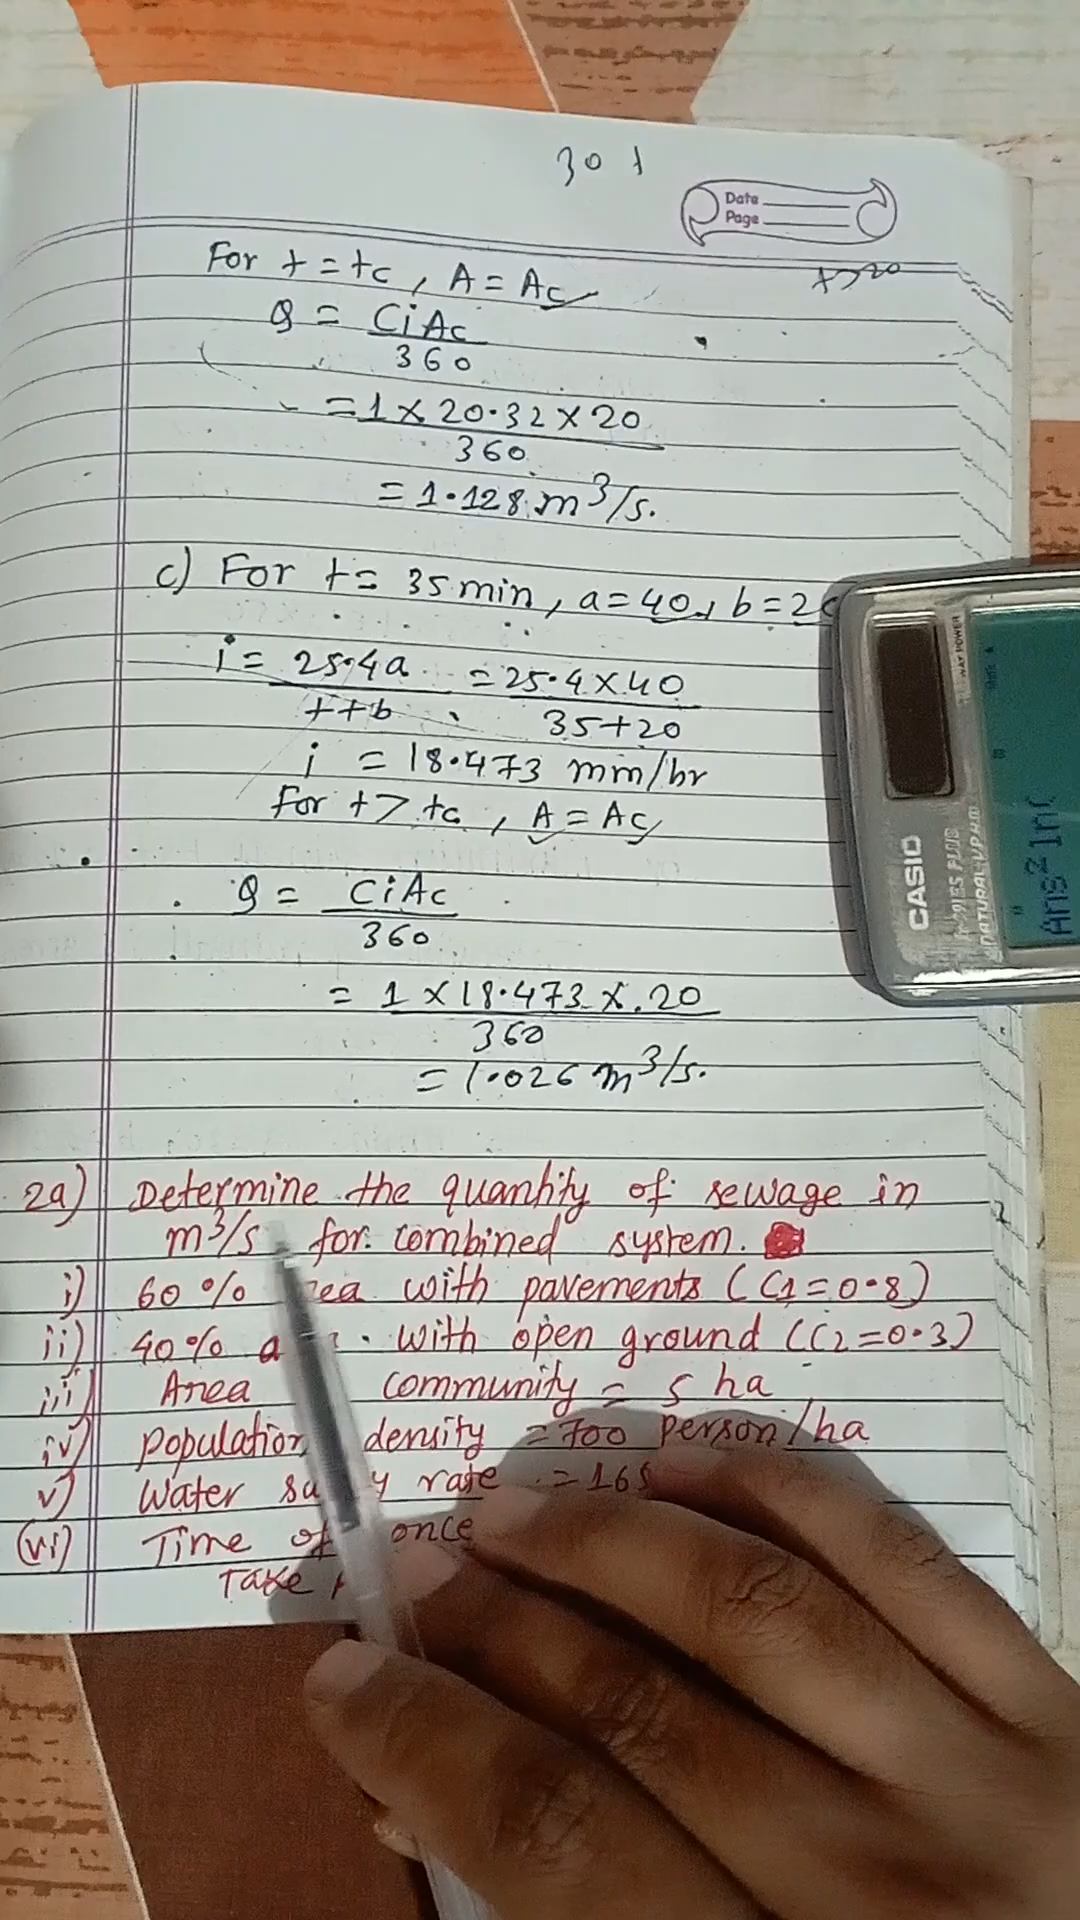 30 1
Date
Page
For t = tc, A = Ac
t>20
Q = CiAc
360
= 1 × 20.32 × 20
360
= 1.128 m³/s.
c) For t = 35 min, a = 40, b = 2
i = 25.4a = 25.4 × 40
t+b 35+20
i = 18.473 mm/hr
For t > tc, A = Ac
Q = CiAc
360
= 1 × 18.473 × 20
360
= 1.026 m³/s.
CASIO
NATURAL-V.P.A.M.
WAY POWER
Ans²
2a) Determine the quantity of sewage in
m³/s for combined system.
i) 60% with pavements (C1 = 0.8)
ii) 40% with open ground (C2 = 0.3)
iii) Area community = 5 ha
iv) Population density = 700 person/ha
v) Water rate = 165
(vi) Time of
Take